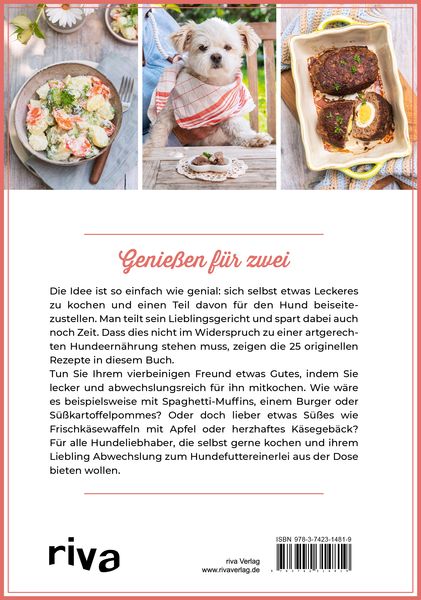 Genießen für zwei
Die Idee ist so einfach wie genial: sich selbst etwas Leckeres
zu kochen und einen Teil davon für den Hund beiseite-
zustellen. Man teilt sein Lieblingsgericht und spart dabei auch
noch Zeit. Dass dies nicht im Widerspruch zu einer artgerech-
ten Hundeernährung stehen muss, zeigen die 25 originellen
Rezepte in diesem Buch.
Tun Sie Ihrem vierbeinigen Freund etwas Gutes, indem Sie
lecker und abwechslungsreich für ihn mitkochen. Wie wäre
es beispielsweise mit Spaghetti-Muffins, einem Burger oder
Süßkartoffelpommes? Oder doch lieber etwas Süßes wie
Frischkäsewaffeln mit Apfel oder herzhaftes Käsegebäck?
Für alle Hundeliebhaber, die selbst gerne kochen und ihrem
Liebling Abwechslung zum Hundefuttereinerlei aus der Dose
bieten wollen.
riva
riva Verlag
www.rivaverlag.de
ISBN 978-3-7423-1481-9